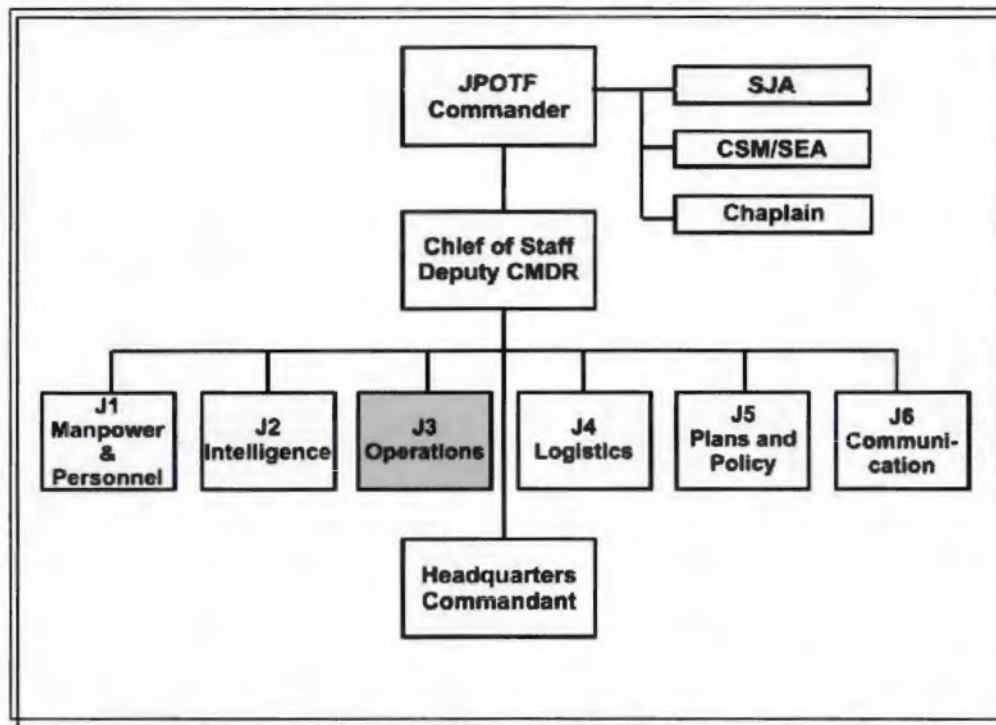 JPOTF
Commander
SJA
CSM/SEA
Chaplain
Chief of Staff
Deputy CMDR
J1
Manpower
&
Personnel
J2
Intelligence
J3
Operations
J4
Logistics
J5
Plans and
Policy
J6
Communi-
cation
Headquarters
Commandant